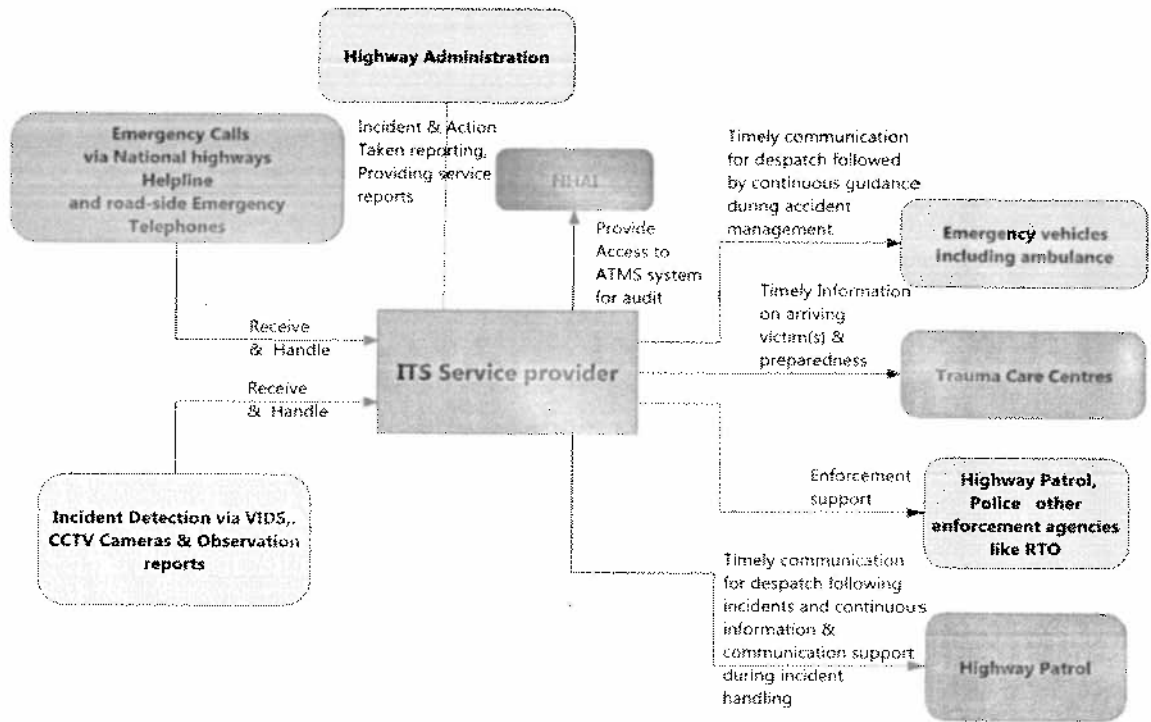 Highway Administration
Emergency Calls
via National highways
Helpline
and road-side Emergency
Telephones
Incident & Action
Taken reporting,
Providing service
reports
NHAI
Provide
Access to
ATMS system
for audit
Timely communication
for despatch followed
by continuous guidance
during accident
management
Emergency vehicles
including ambulance
Receive
& Handle
Receive
& Handle
ITS Service provider
Timely Information
on arriving
victim(s) &
preparedness
Trauma Care Centres
Incident Detection via VIDS,.
CCTV Cameras & Observation
reports
Enforcement
support
Highway Patrol,
Police other
enforcement agencies
like RTO
Timely communication
for despatch following
incidents and continuous
information &
communication support
during incident
handling
Highway Patrol